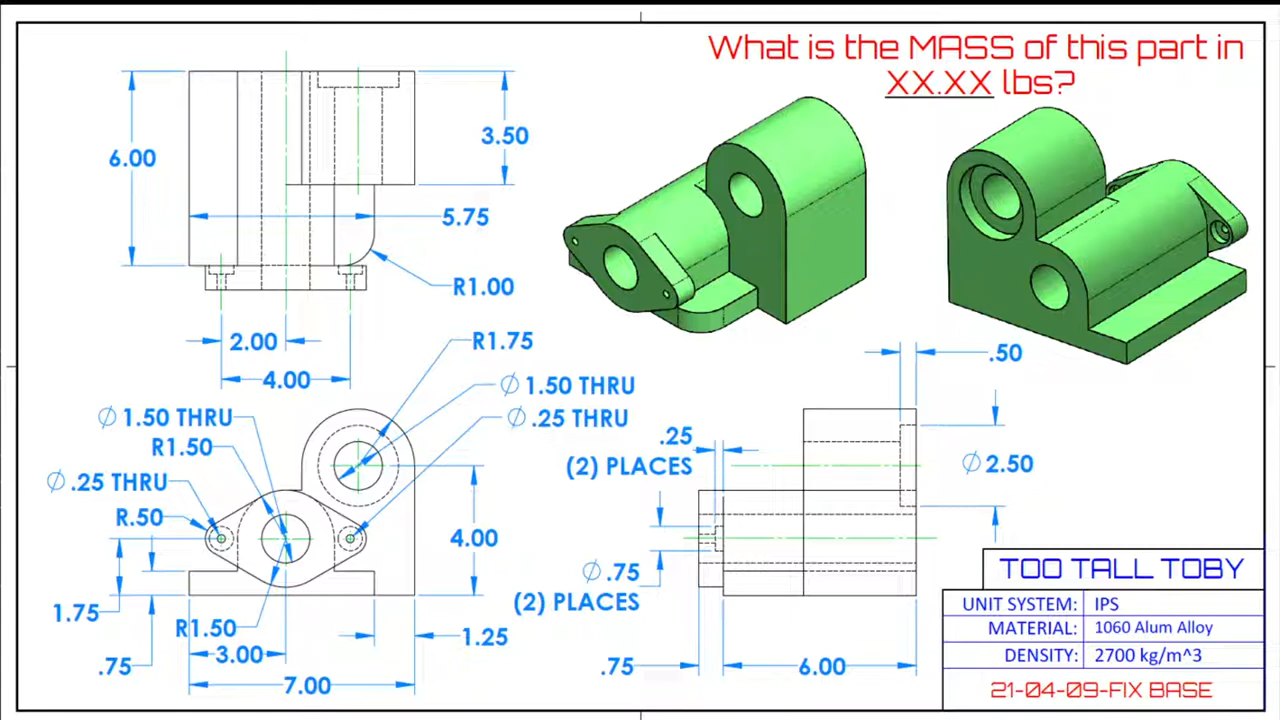 What is the MASS of this part in
XX.XX lbs?
6.00
3.50
5.75
R1.00
2.00
4.00
R1.75
Ø 1.50 THRU
Ø .25 THRU
Ø 1.50 THRU
R1.50
Ø .25 THRU
R.50
4.00
1.75
R1.50
.75
3.00
1.25
7.00
.50
.25
(2) PLACES
Ø 2.50
Ø .75
(2) PLACES
.75
6.00
TOO TALL TOBY
UNIT SYSTEM: IPS
MATERIAL: 1060 Alum Alloy
DENSITY: 2700 kg/m^3
21-04-09-FIX BASE